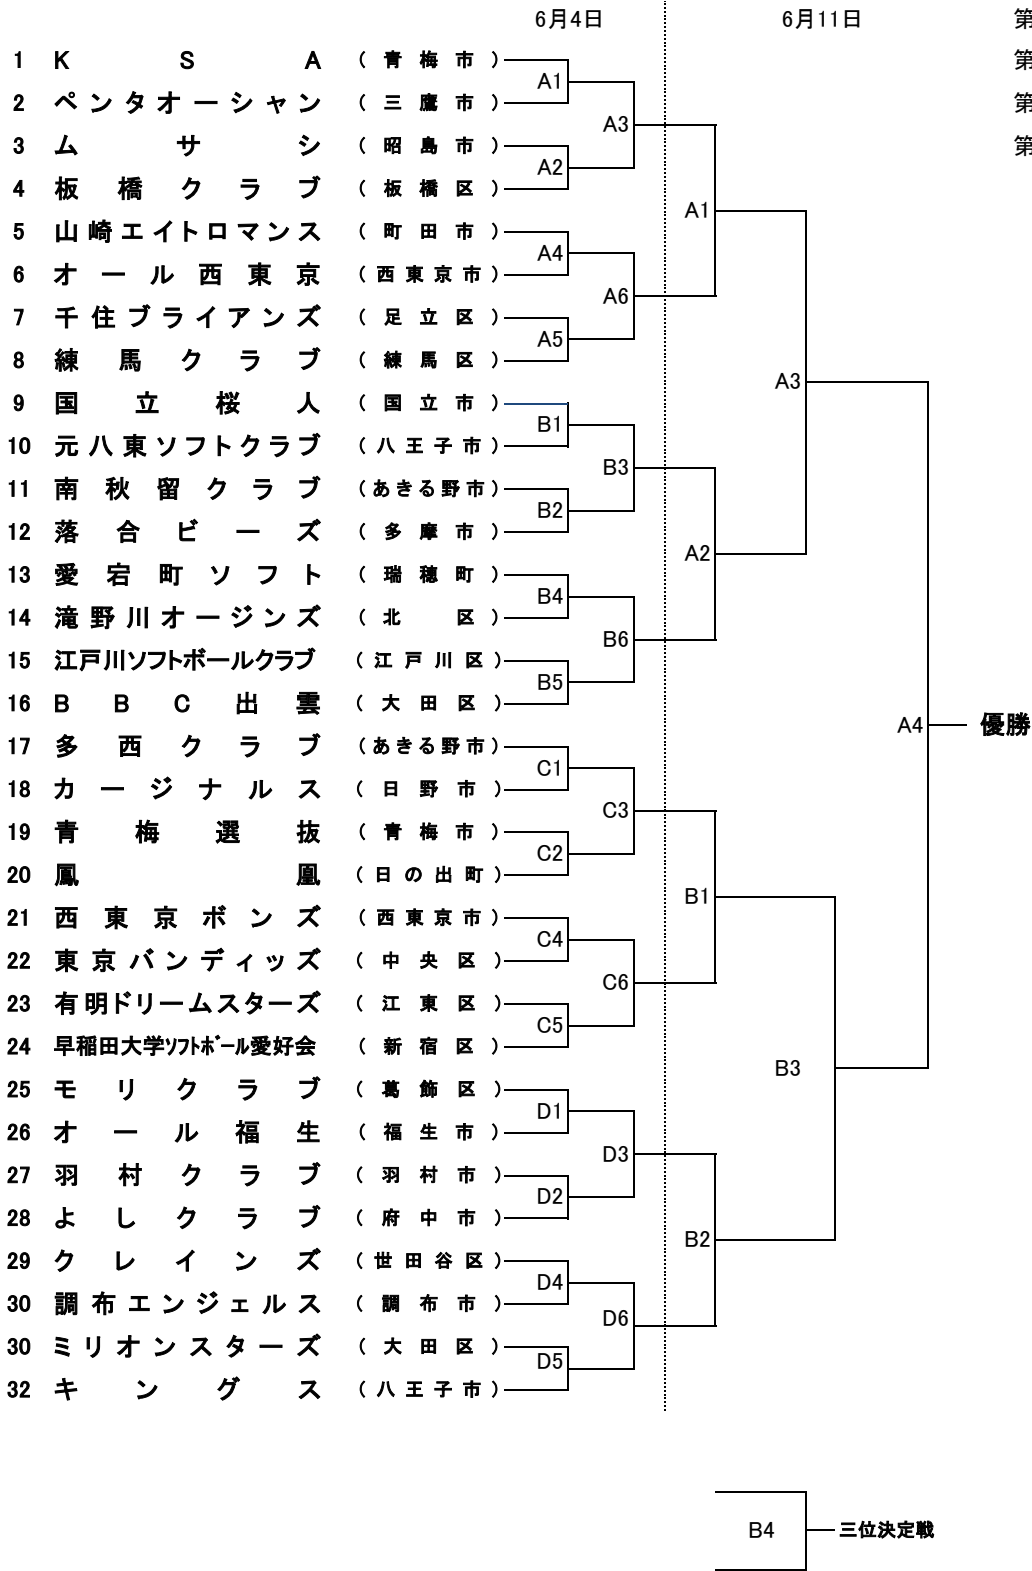 6月4日 6月11日 第
1 KSA (青梅市) 第
A1
2 ペンタオーシャン (三鷹市) 第
A3
3 ムサシ (昭島市) 第
A2
4 板橋クラブ (板橋区)
A1
5 山崎エイトロマンス (町田市)
A4
6 オール西東京 (西東京市)
A6
7 千住ブライアンズ (足立区)
A5
8 練馬クラブ (練馬区)
A3
9 国立桜人 (国立市)
B1
10 元八東ソフトクラブ (八王子市)
B3
11 南秋留クラブ (あきる野市)
B2
12 落合ビーズ (多摩市)
A2
13 愛宕町ソフト (瑞穂町)
B4
14 滝野川オージンズ (北区)
B6
15 江戸川ソフトボールクラブ (江戸川区)
B5
16 BBC出雲 (大田区)
A4 優勝
17 多西クラブ (あきる野市)
C1
18 カージナルス (日野市)
C3
19 青梅選抜 (青梅市)
C2
20 鳳凰 (日の出町)
B1
21 西東京ボンズ (西東京市)
C4
22 東京バンディッズ (中央区)
C6
23 有明ドリームスターズ (江東区)
C5
24 早稲田大学ｿﾌﾄﾎﾞｰﾙ愛好会 (新宿区)
B3
25 モリクラブ (葛飾区)
D1
26 オール福生 (福生市)
D3
27 羽村クラブ (羽村市)
D2
28 よしクラブ (府中市)
B2
29 クレインズ (世田谷区)
D4
30 調布エンジェルス (調布市)
D6
30 ミリオンスターズ (大田区)
D5
32 キングス (八王子市)
B4 三位決定戦